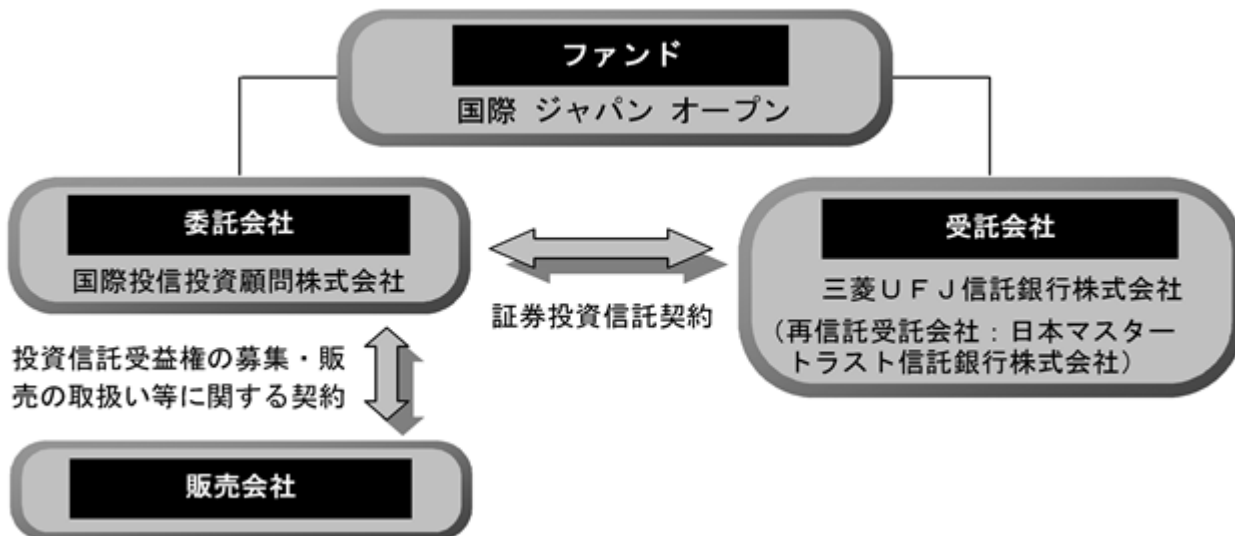 ファンド
国際 ジャパン オープン
委託会社
国際投信投資顧問株式会社
証券投資信託契約
受託会社
三菱ＵＦＪ信託銀行株式会社
（再信託受託会社：日本マスター
トラスト信託銀行株式会社）
投資信託受益権の募集・販
売の取扱い等に関する契約
販売会社